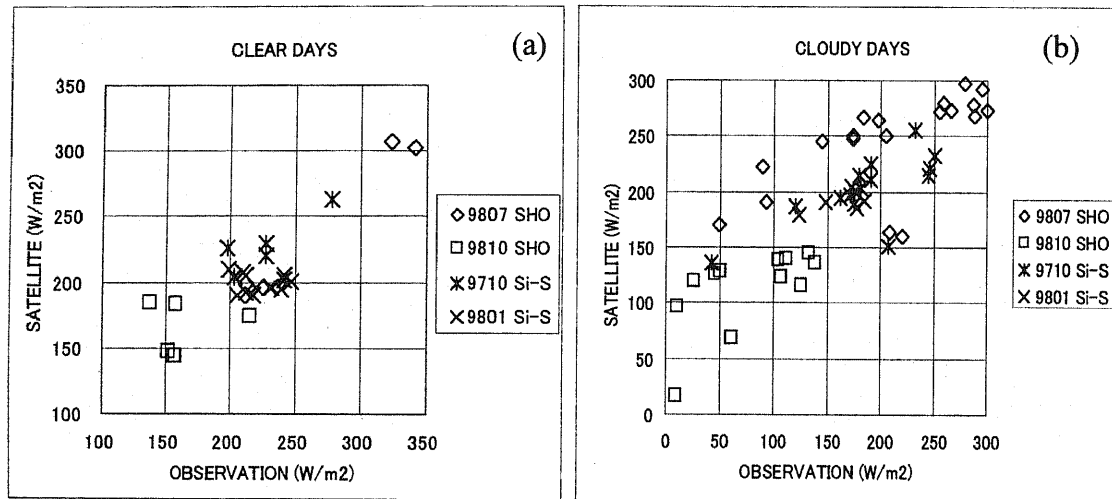 CLEAR DAYS
(a)
350
300
250
200
150
100
SATELLITE (W/m2)
100 150 200 250 300 350
OBSERVATION (W/m2)
9807 SHO
9810 SHO
9710 Si-S
9801 Si-S
CLOUDY DAYS
(b)
300
250
200
150
100
50
0
SATELLITE (W/m2)
0 50 100 150 200 250 300
OBSERVATION (W/m2)
9807 SHO
9810 SHO
9710 Si-S
9801 Si-S